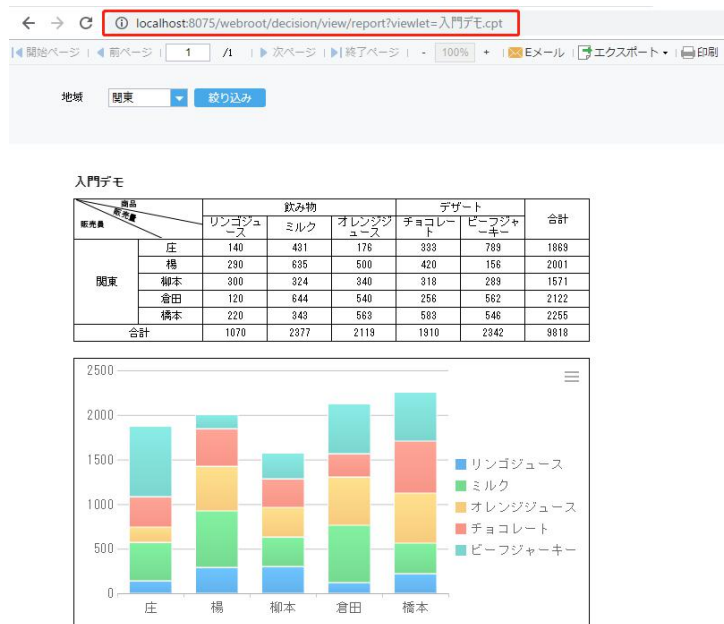 localhost:8075/webroot/decision/view/report?viewlet=入門デモ.cpt
開始ページ 前ページ 1 /1 次ページ 終了ページ - 100% + Eメール エクスポート 印刷
地域 関東 絞り込み
入門デモ
商品
販売量
販売員
飲み物 デザート 合計
リンゴジュース ミルク オレンジジュース チョコレート ビーフジャーキー
関東
庄 140 431 176 333 789 1869
楊 290 635 500 420 156 2001
柳本 300 324 340 318 289 1571
倉田 120 644 540 256 562 2122
橋本 220 343 563 583 546 2255
合計 1070 2377 2119 1910 2342 9818
2500
2000
1500
1000
500
0
庄 楊 柳本 倉田 橋本
リンゴジュース
ミルク
オレンジジュース
チョコレート
ビーフジャーキー